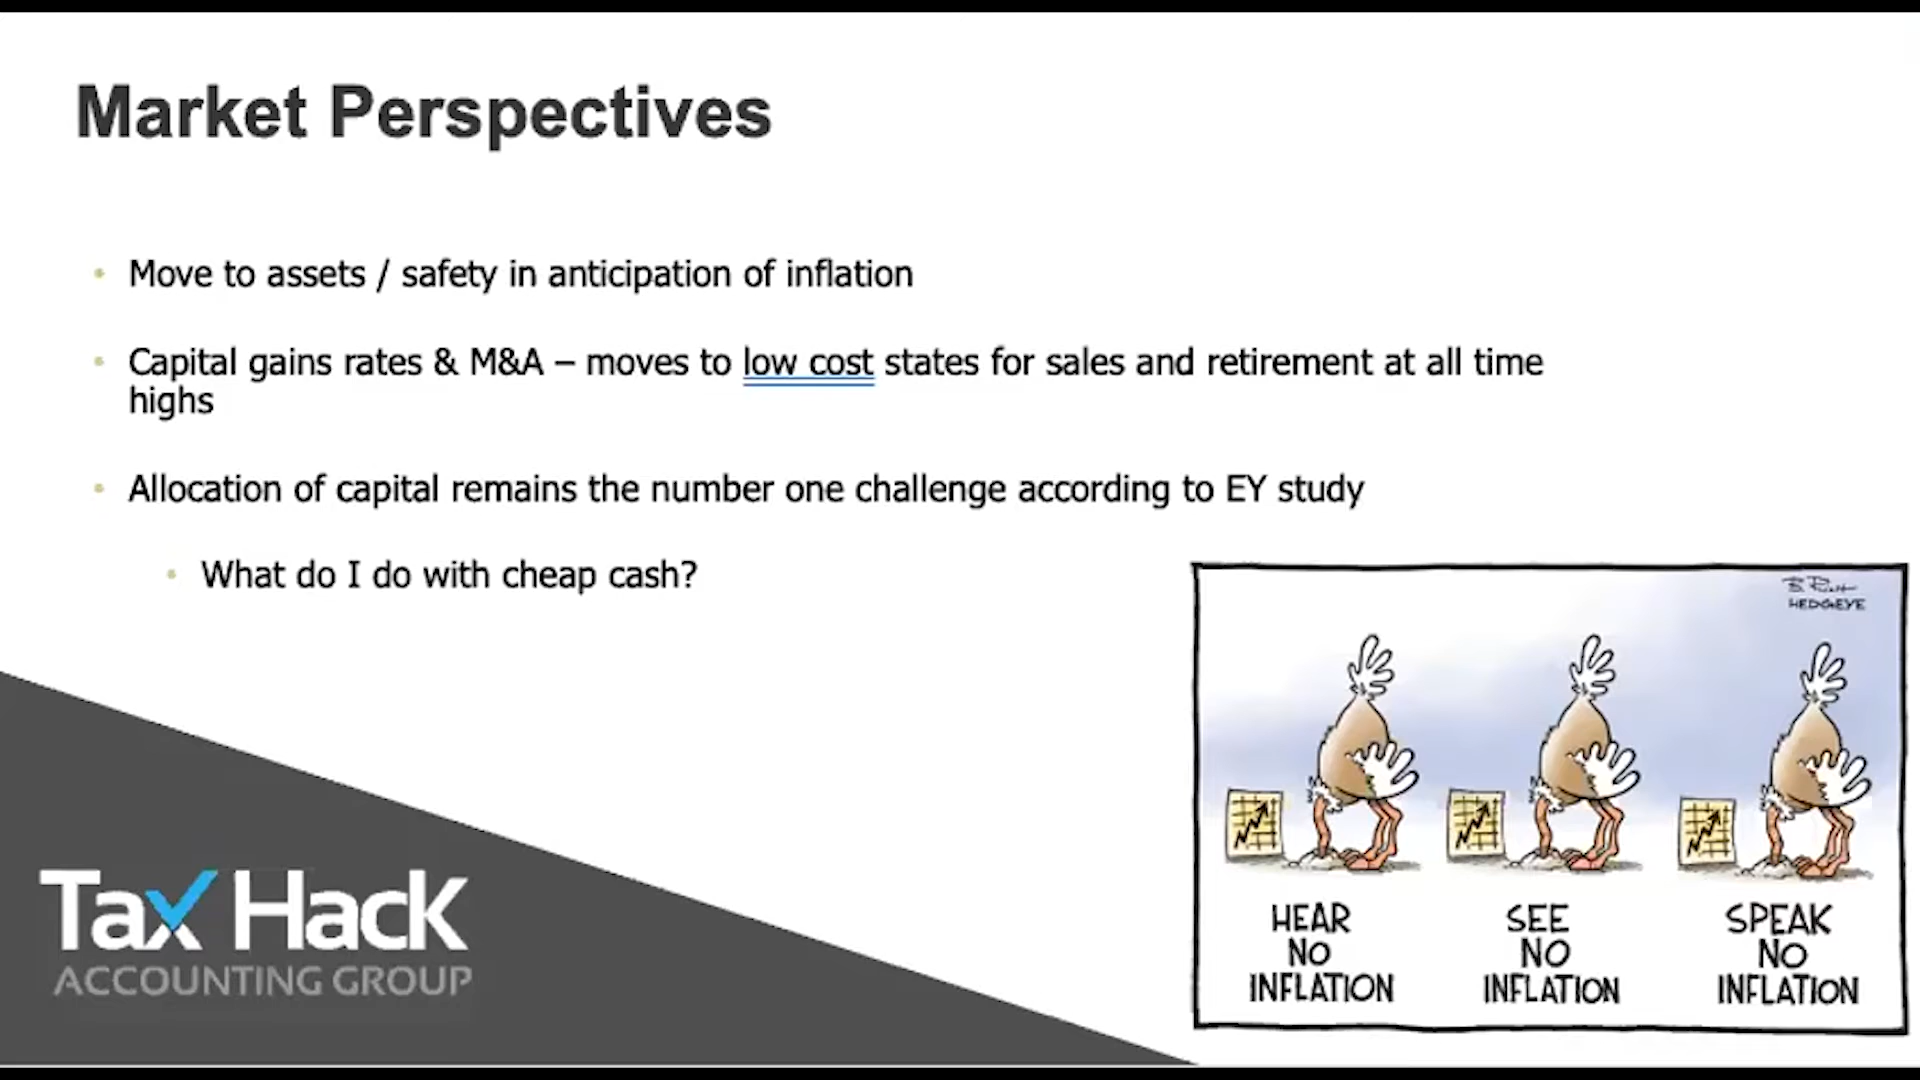 Market Perspectives
• Move to assets / safety in anticipation of inflation
• Capital gains rates & M&A – moves to low cost states for sales and retirement at all time
highs
• Allocation of capital remains the number one challenge according to EY study
• What do I do with cheap cash?
HEDGEYE
HEAR
NO
INFLATION
SEE
NO
INFLATION
SPEAK
NO
INFLATION
Tax Hack
ACCOUNTING GROUP